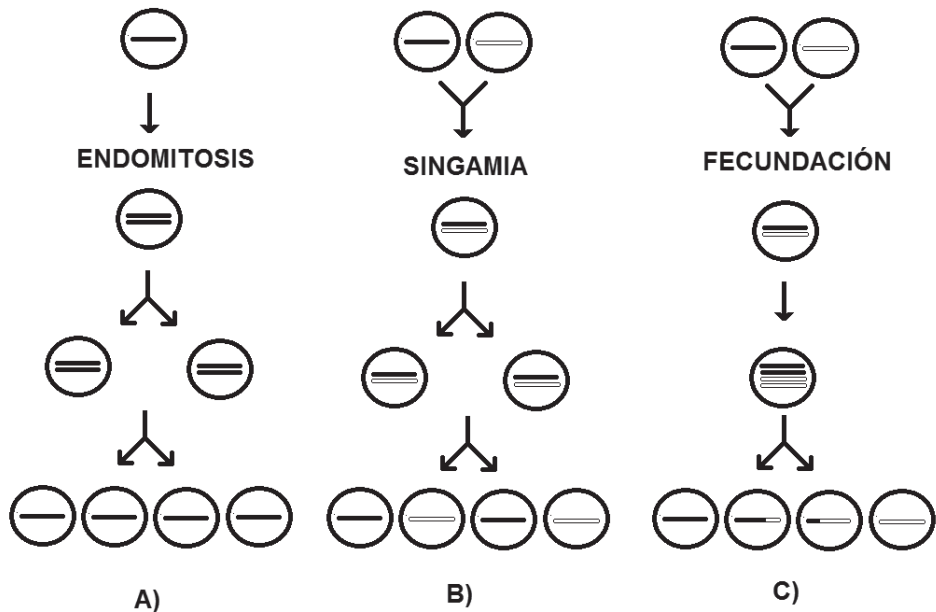 ENDOMITOSIS
SINGAMIA
FECUNDACIÓN
A)
B)
C)